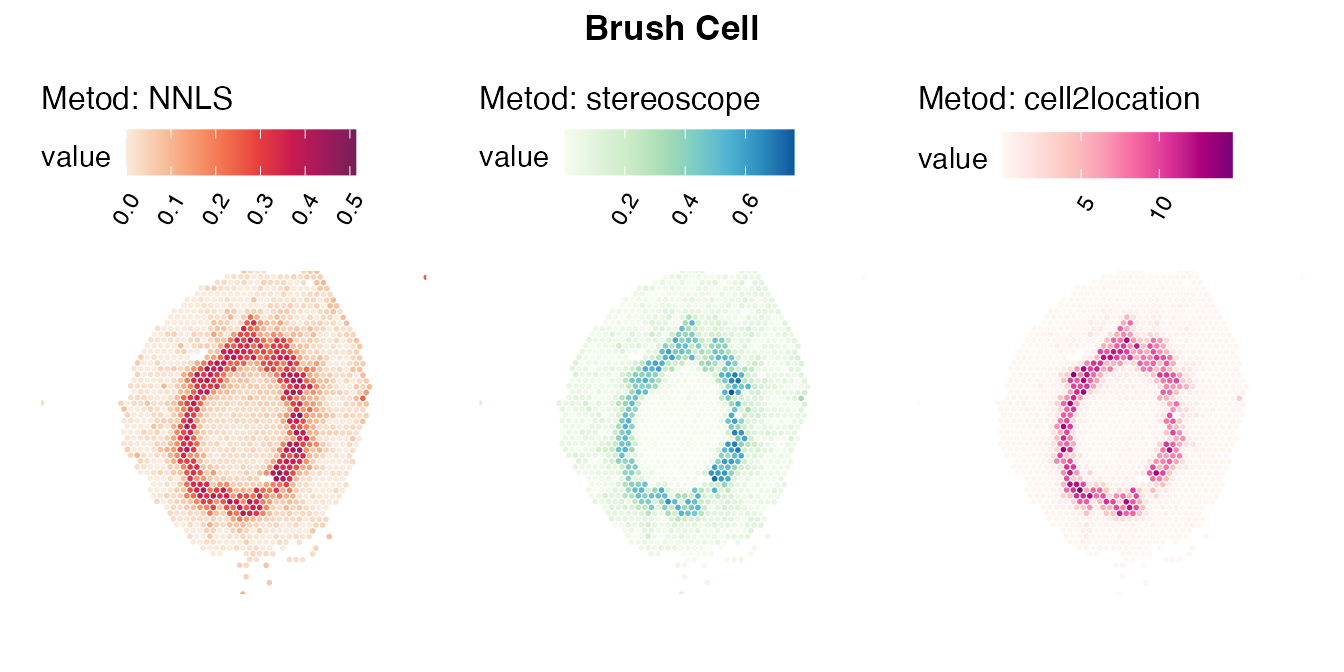 Brush Cell
Metod: NNLS
value
0.0 0.1 0.2 0.3 0.4 0.5
Metod: stereoscope
value
0.2 0.4 0.6
Metod: cell2location
value
5 10